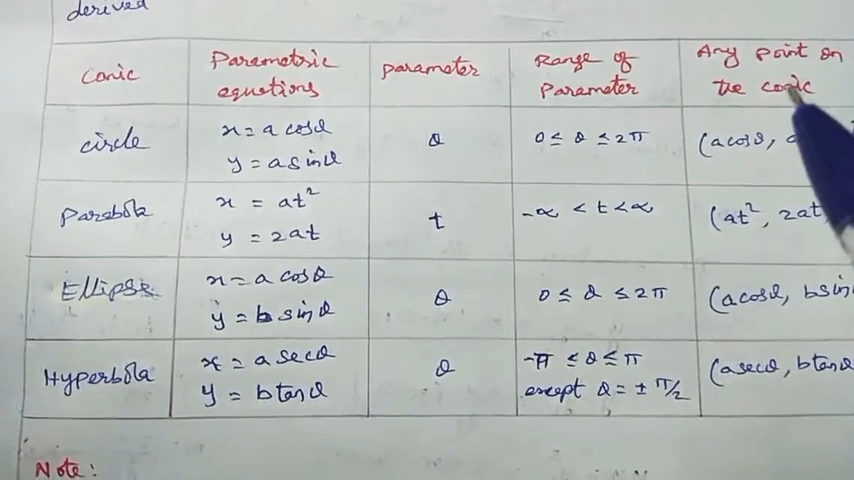 derived
Conic
Parametric
equations
parameter
Range of
Parameter
Any point on
the conic
circle
x = a cosθ
y = a sinθ
θ
0 ≤ θ ≤ 2π
(a cosθ,
Parabola
x = at²
y = 2at
t
-∝ < t < ∝
(at², 2at
Ellipse
x = a cosθ
y = b sinθ
θ
0 ≤ θ ≤ 2π
(a cosθ, b sin
Hyperbola
x = a secθ
y = b tanθ
θ
-π ≤ θ ≤ π
except θ = ± π/2
(a secθ, b tanθ
Note: